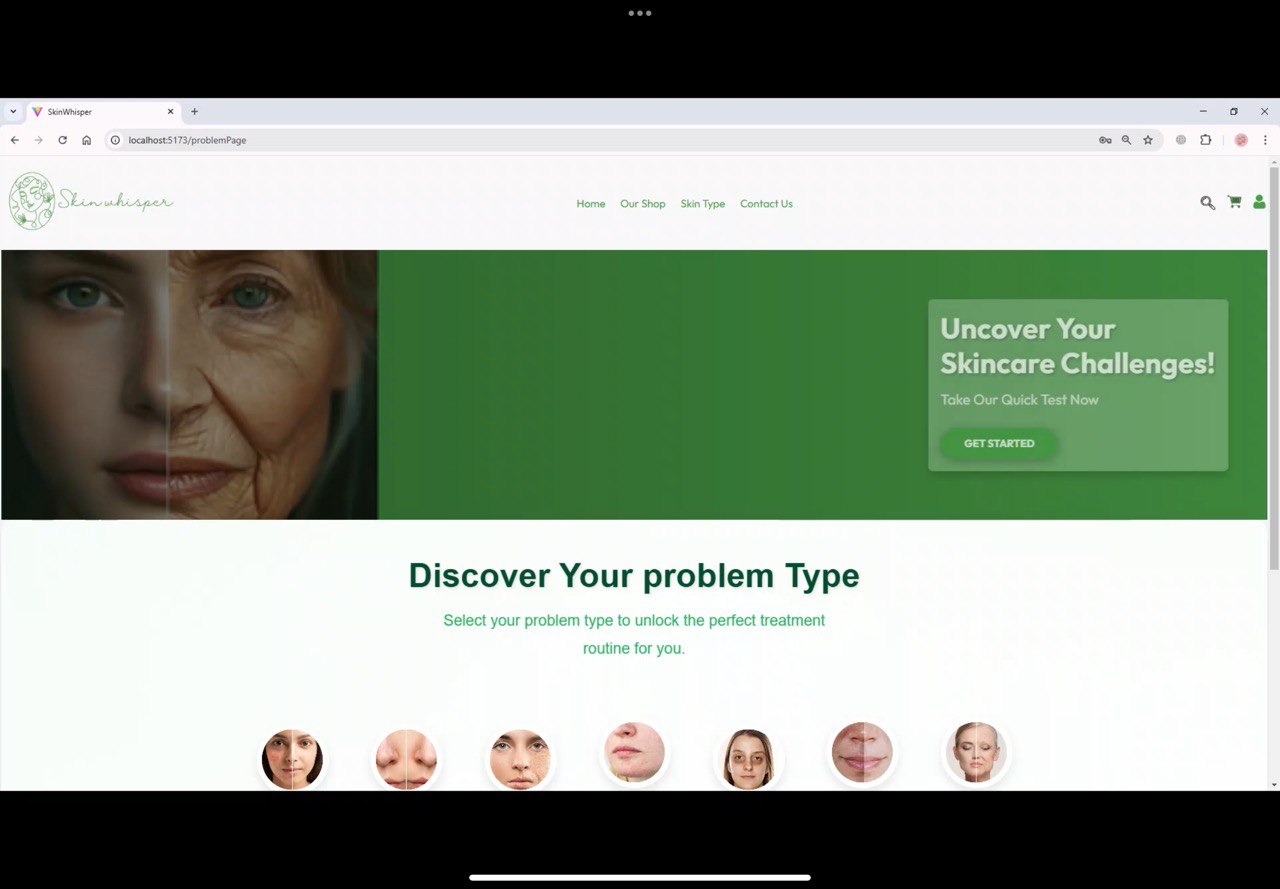 SkinWhisper
localhost:5173/problemPage
Skin whisper
Home Our Shop Skin Type Contact Us
Uncover Your
Skincare Challenges!
Take Our Quick Test Now
GET STARTED
Discover Your problem Type
Select your problem type to unlock the perfect treatment
routine for you.